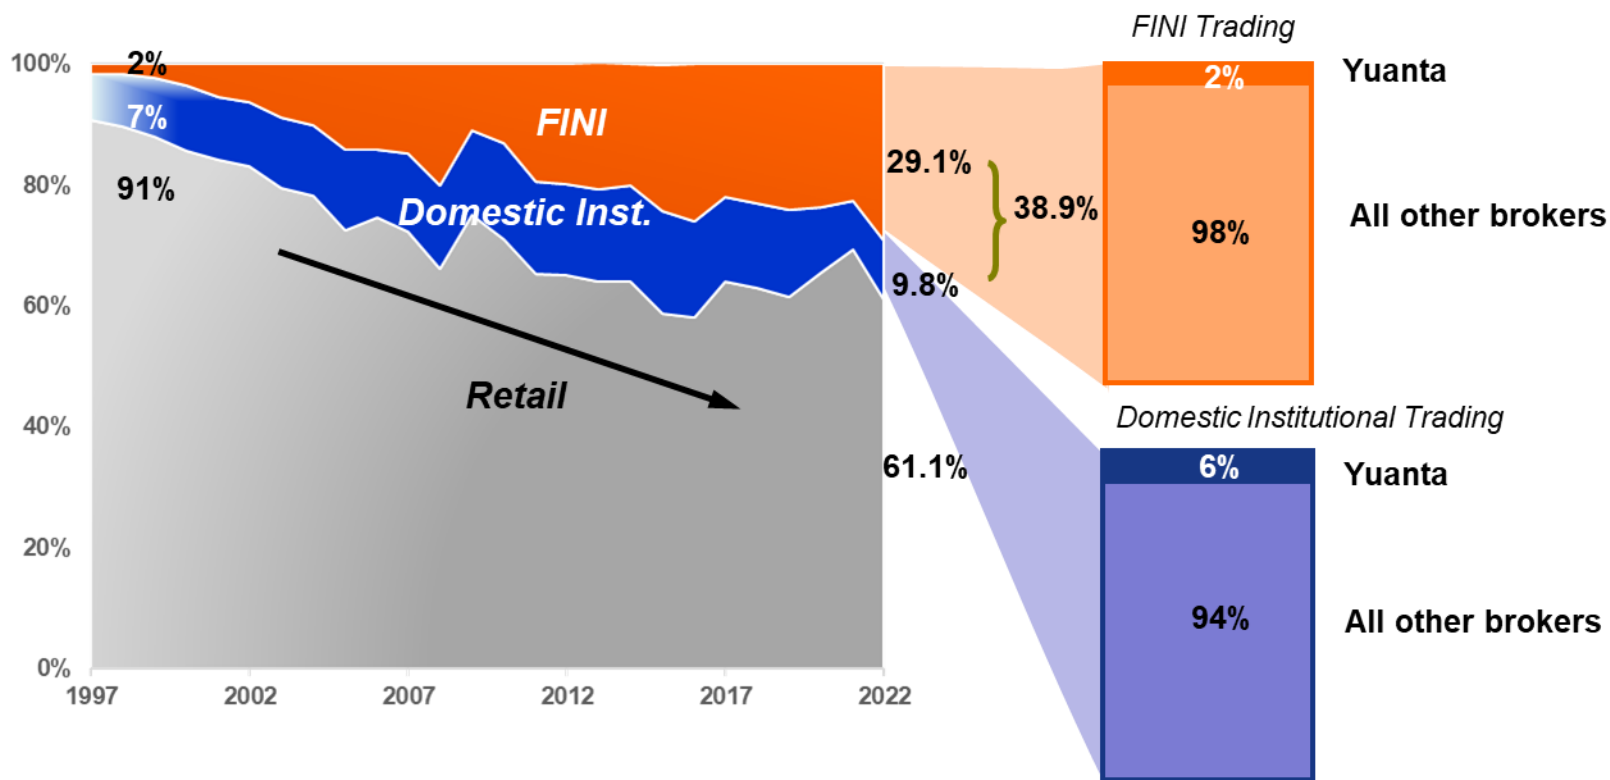 FINI Trading
100%
2%
Yuanta
2%
7%
FINI
29.1%
80%
91%
38.9%
Domestic Inst.
98%
All other brokers
9.8%
60%
Retail
40%
Domestic Institutional Trading
61.1%
6%
Yuanta
20%
94%
All other brokers
0%
1997 2002 2007 2012 2017 2022